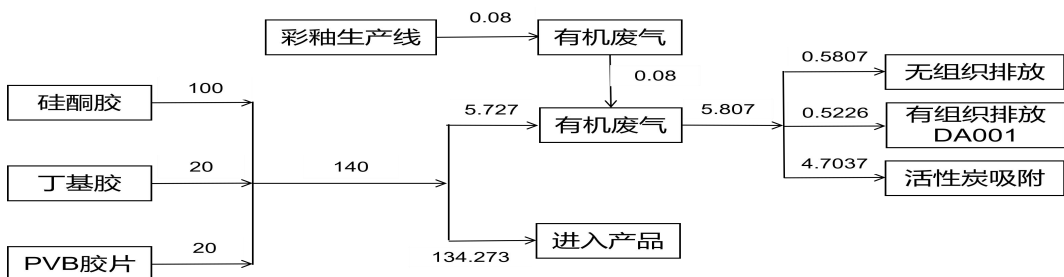 彩釉生产线
0.08
有机废气
0.08
硅酮胶
100
丁基胶
20
PVB胶片
20
140
5.727
有机废气
5.807
134.273
进入产品
0.5807
无组织排放
0.5226
有组织排放
DA001
4.7037
活性炭吸附